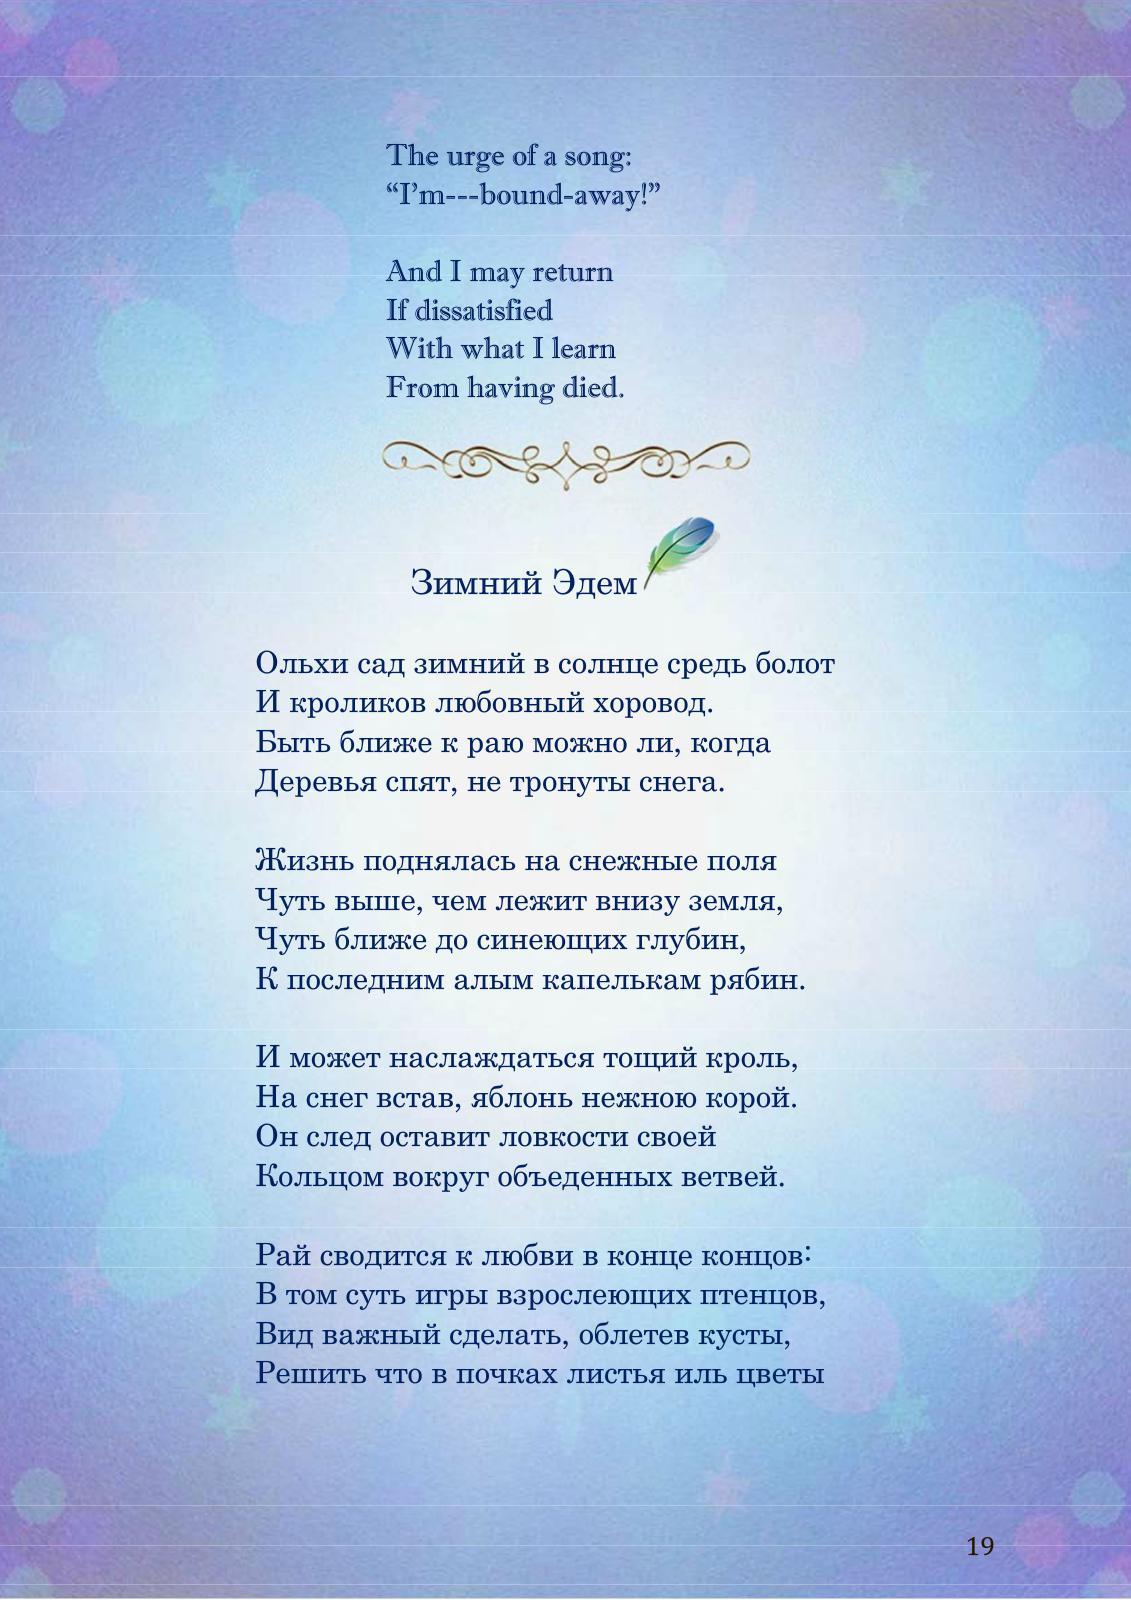 The urge of a song:
“I’m---bound-away!”
And I may return
If dissatisfied
With what I learn
From having died.
Зимний Эдем
Ольхи сад зимний в солнце средь болот
И кроликов любовный хоровод.
Быть ближе к раю можно ли, когда
Деревья спят, не тронуты снега.
Жизнь поднялась на снежные поля
Чуть выше, чем лежит внизу земля,
Чуть ближе до синеющих глубин,
К последним алым капелькам рябин.
И может наслаждаться тощий кроль,
На снег встав, яблонь нежною корой.
Он след оставит ловкости своей
Кольцом вокруг объеденных ветвей.
Рай сводится к любви в конце концов:
В том суть игры взрослеющих птенцов,
Вид важный сделать, облетев кусты,
Решить что в почках листья иль цветы
19